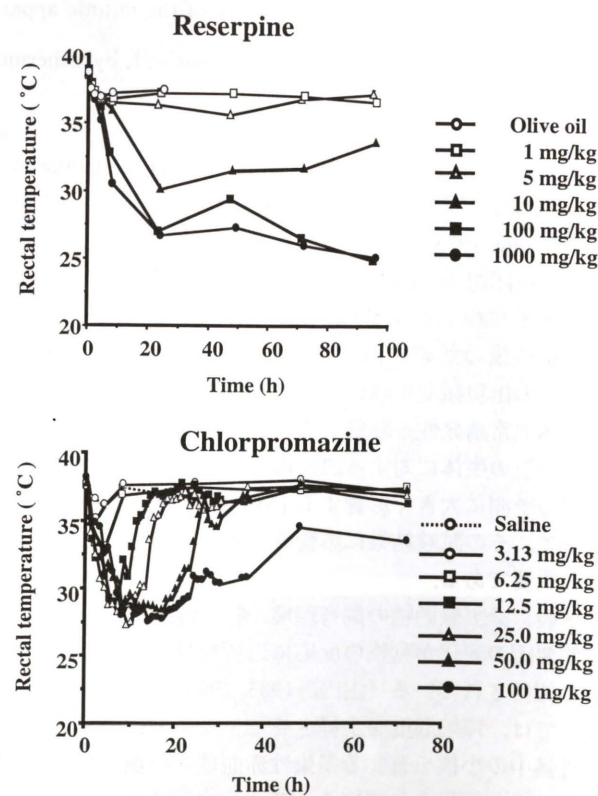 Reserpine
Rectal temperature ( °C )
40
35
30
25
20
0
20
40
60
80
100
Time (h)
Olive oil
1 mg/kg
5 mg/kg
10 mg/kg
100 mg/kg
1000 mg/kg
Chlorpromazine
Rectal temperature ( °C )
40
35
30
25
20
0
20
40
60
80
Time (h)
Saline
3.13 mg/kg
6.25 mg/kg
12.5 mg/kg
25.0 mg/kg
50.0 mg/kg
100 mg/kg